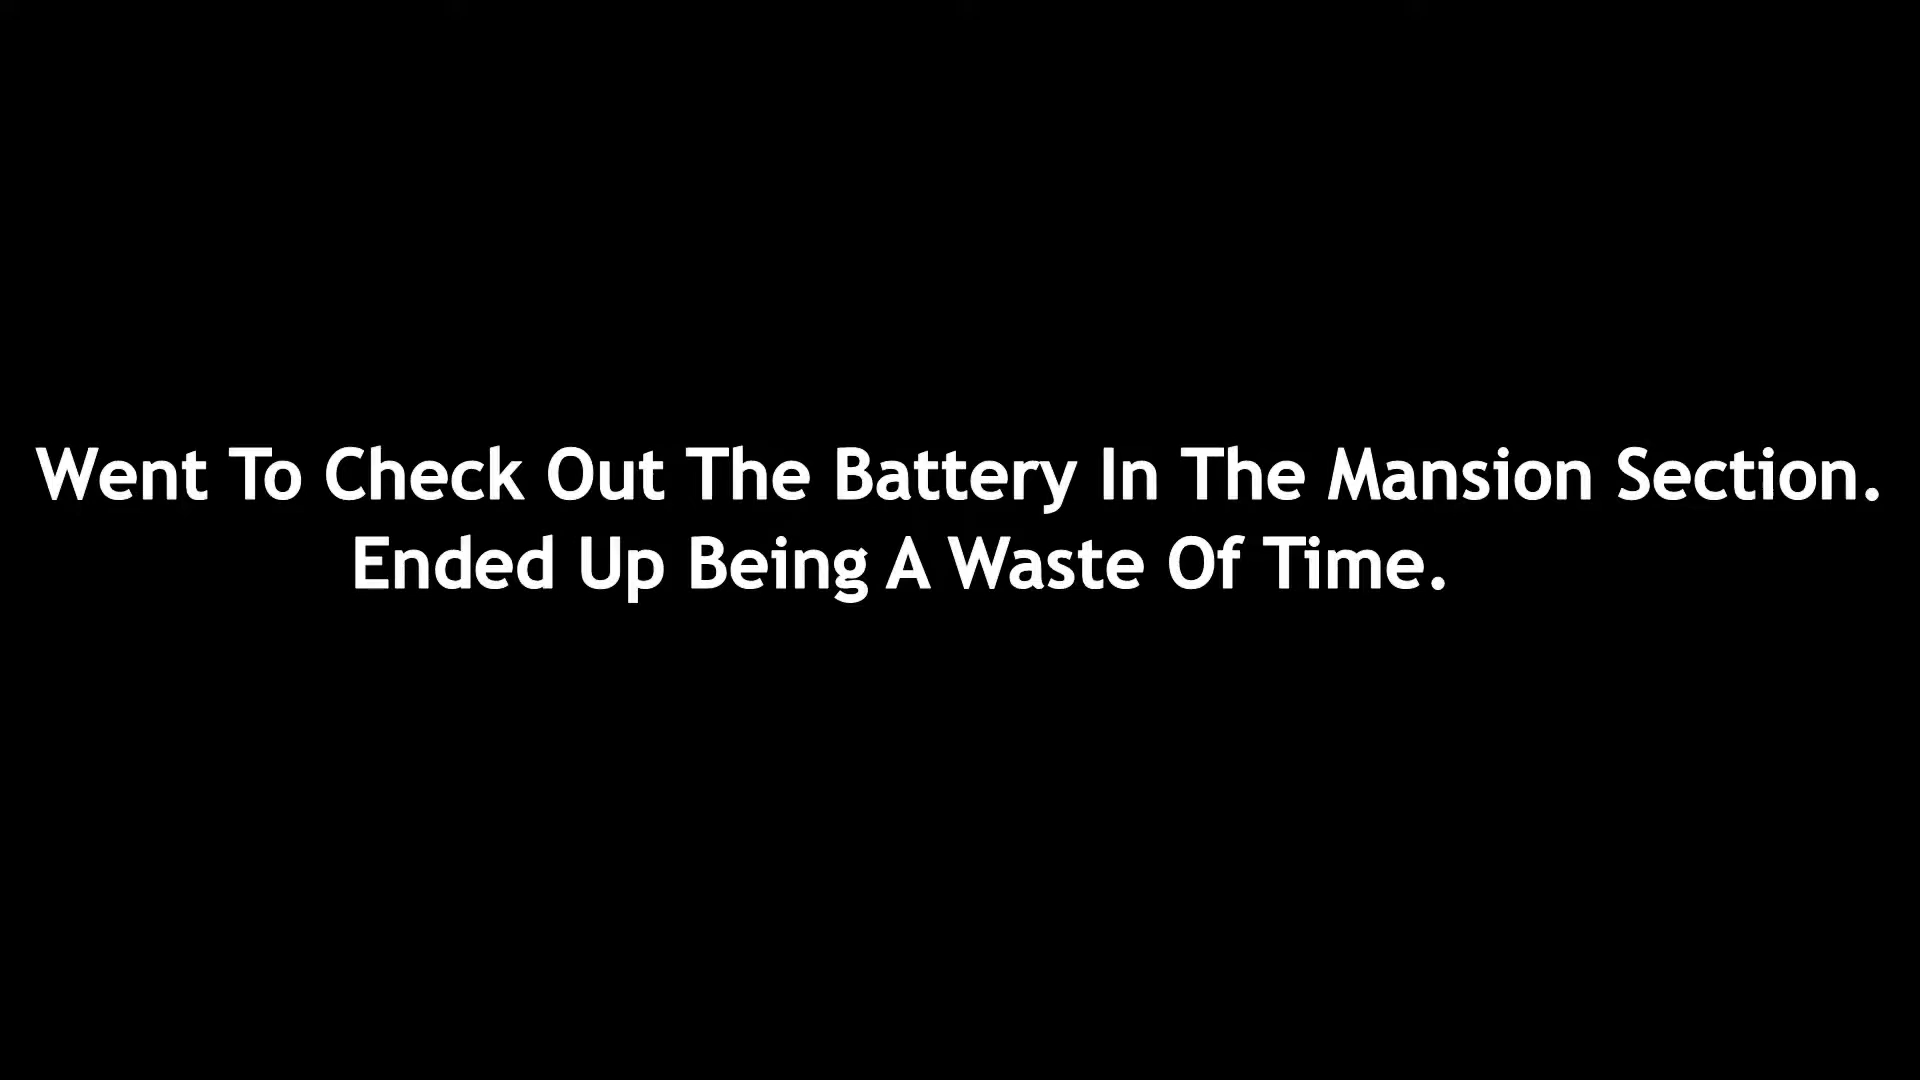 Went To Check Out The Battery In The Mansion Section.
Ended Up Being A Waste Of Time.